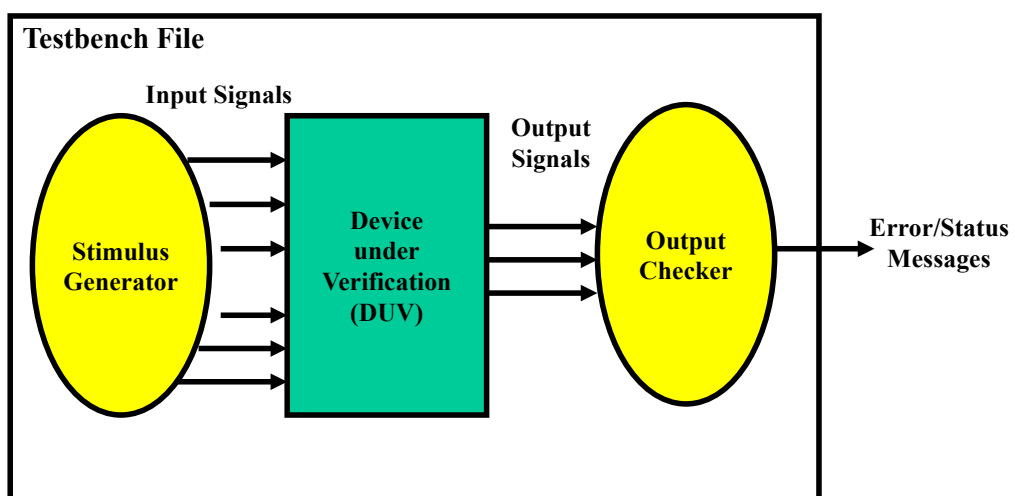 Testbench File
Input Signals
Output
Signals
Stimulus
Generator
Device
under
Verification
(DUV)
Output
Checker
Error/Status
Messages